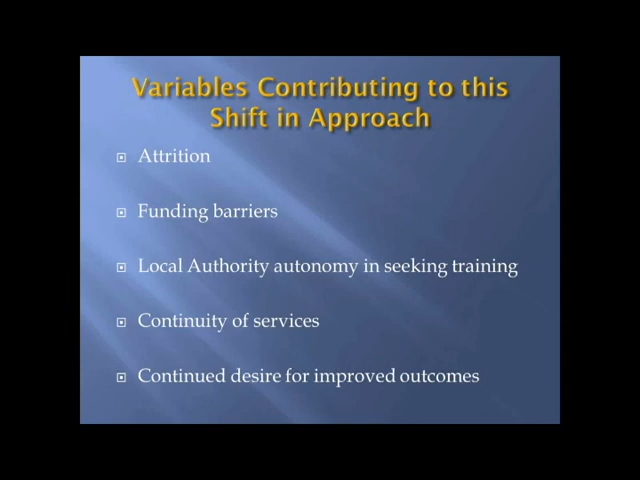 Variables Contributing to this
Shift in Approach
Attrition
Funding barriers
Local Authority autonomy in seeking training
Continuity of services
Continued desire for improved outcomes